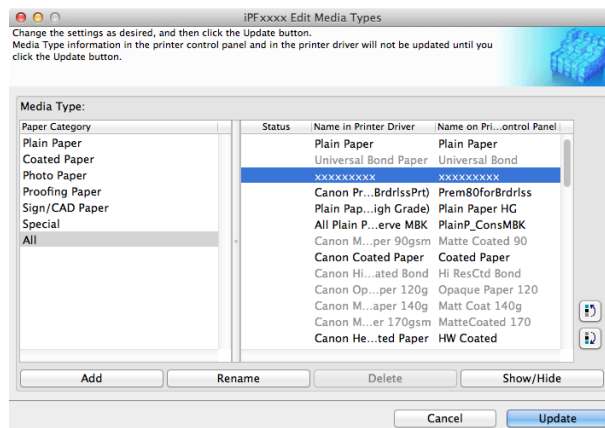 iPFxxxx Edit Media Types
Change the settings as desired, and then click the Update button.
Media Type information in the printer control panel and in the printer driver will not be updated until you
click the Update button.
Media Type:
Paper Category
Plain Paper
Coated Paper
Photo Paper
Proofing Paper
Sign/CAD Paper
Special
All
Status Name in Printer Driver Name on Pri...ontrol Panel
Plain Paper Plain Paper
Universal Bond Paper Universal Bond
xxxxxxxxx xxxxxxxxx
Canon Pr...BrdrlssPrt) Prem80forBrdrlss
Plain Pap...igh Grade) Plain Paper HG
All Plain P...erve MBK PlainP_ConsMBK
Canon M...per 90gsm Matte Coated 90
Canon Coated Paper Coated Paper
Canon Hi...ated Bond Hi ResCtd Bond
Canon Op...per 120g Opaque Paper 120
Canon M...aper 140g Matt Coat 140g
Canon M...er 170gsm MatteCoated 170
Canon He...ted Paper HW Coated
Add Rename Delete Show/Hide
Cancel Update